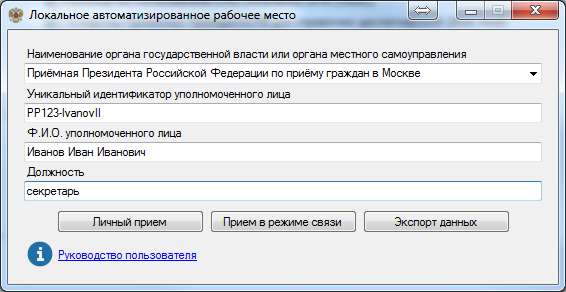 Локальное автоматизированное рабочее место
Наименование органа государственной власти или органа местного самоуправления
Приёмная Президента Российской Федерации по приёму граждан в Москве
Уникальный идентификатор уполномоченного лица
PP123-IvanovII
Ф.И.О. уполномоченного лица
Иванов Иван Иванович
Должность
секретарь
Личный прием
Прием в режиме связи
Экспорт данных
Руководство пользователя